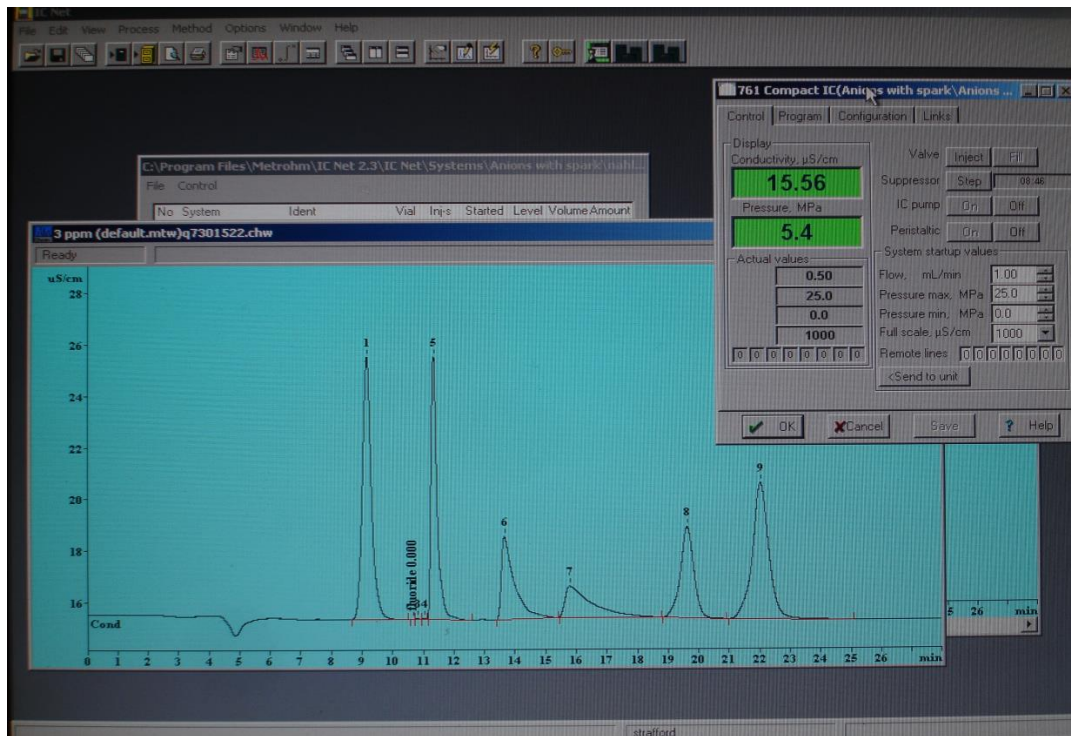 IC Net
File Edit View Process Method Options Window Help
761 Compact IC(Anions with spark\Anions ...
Control Program Configuration Links
Display
Conductivity, µS/cm
15.56
Pressure, MPa
5.4
Actual values
0.50
25.0
0.0
1000
0 0 0 0 0 0 0 0
Valve Inject Fill
Suppressor Step 08:46
IC pump On Off
Peristaltic On Off
System startup values
Flow, mL/min 1.00
Pressure max, MPa 25.0
Pressure min, MPa 0.0
Full scale, µS/cm 1000
Remote lines 0 0 0 0 0 0 0 0
<Send to unit
OK Cancel Save ? Help
C:\Program Files\Metrohm\IC Net 2.3\IC Net\Systems\Anions with spark\
File Control
No System Ident Vial Inj-s Started Level Volume Amount
3 ppm (default.mtw)q7301522.chw
Ready
uS/cm
28
26
24
22
20
18
16
1
fluoride 0.000
4
5
6
7
8
9
Cond
0 1 2 3 4 5 6 7 8 9 10 11 12 13 14 15 16 17 18 19 20 21 22 23 24 25 26 min
26 min
strafford